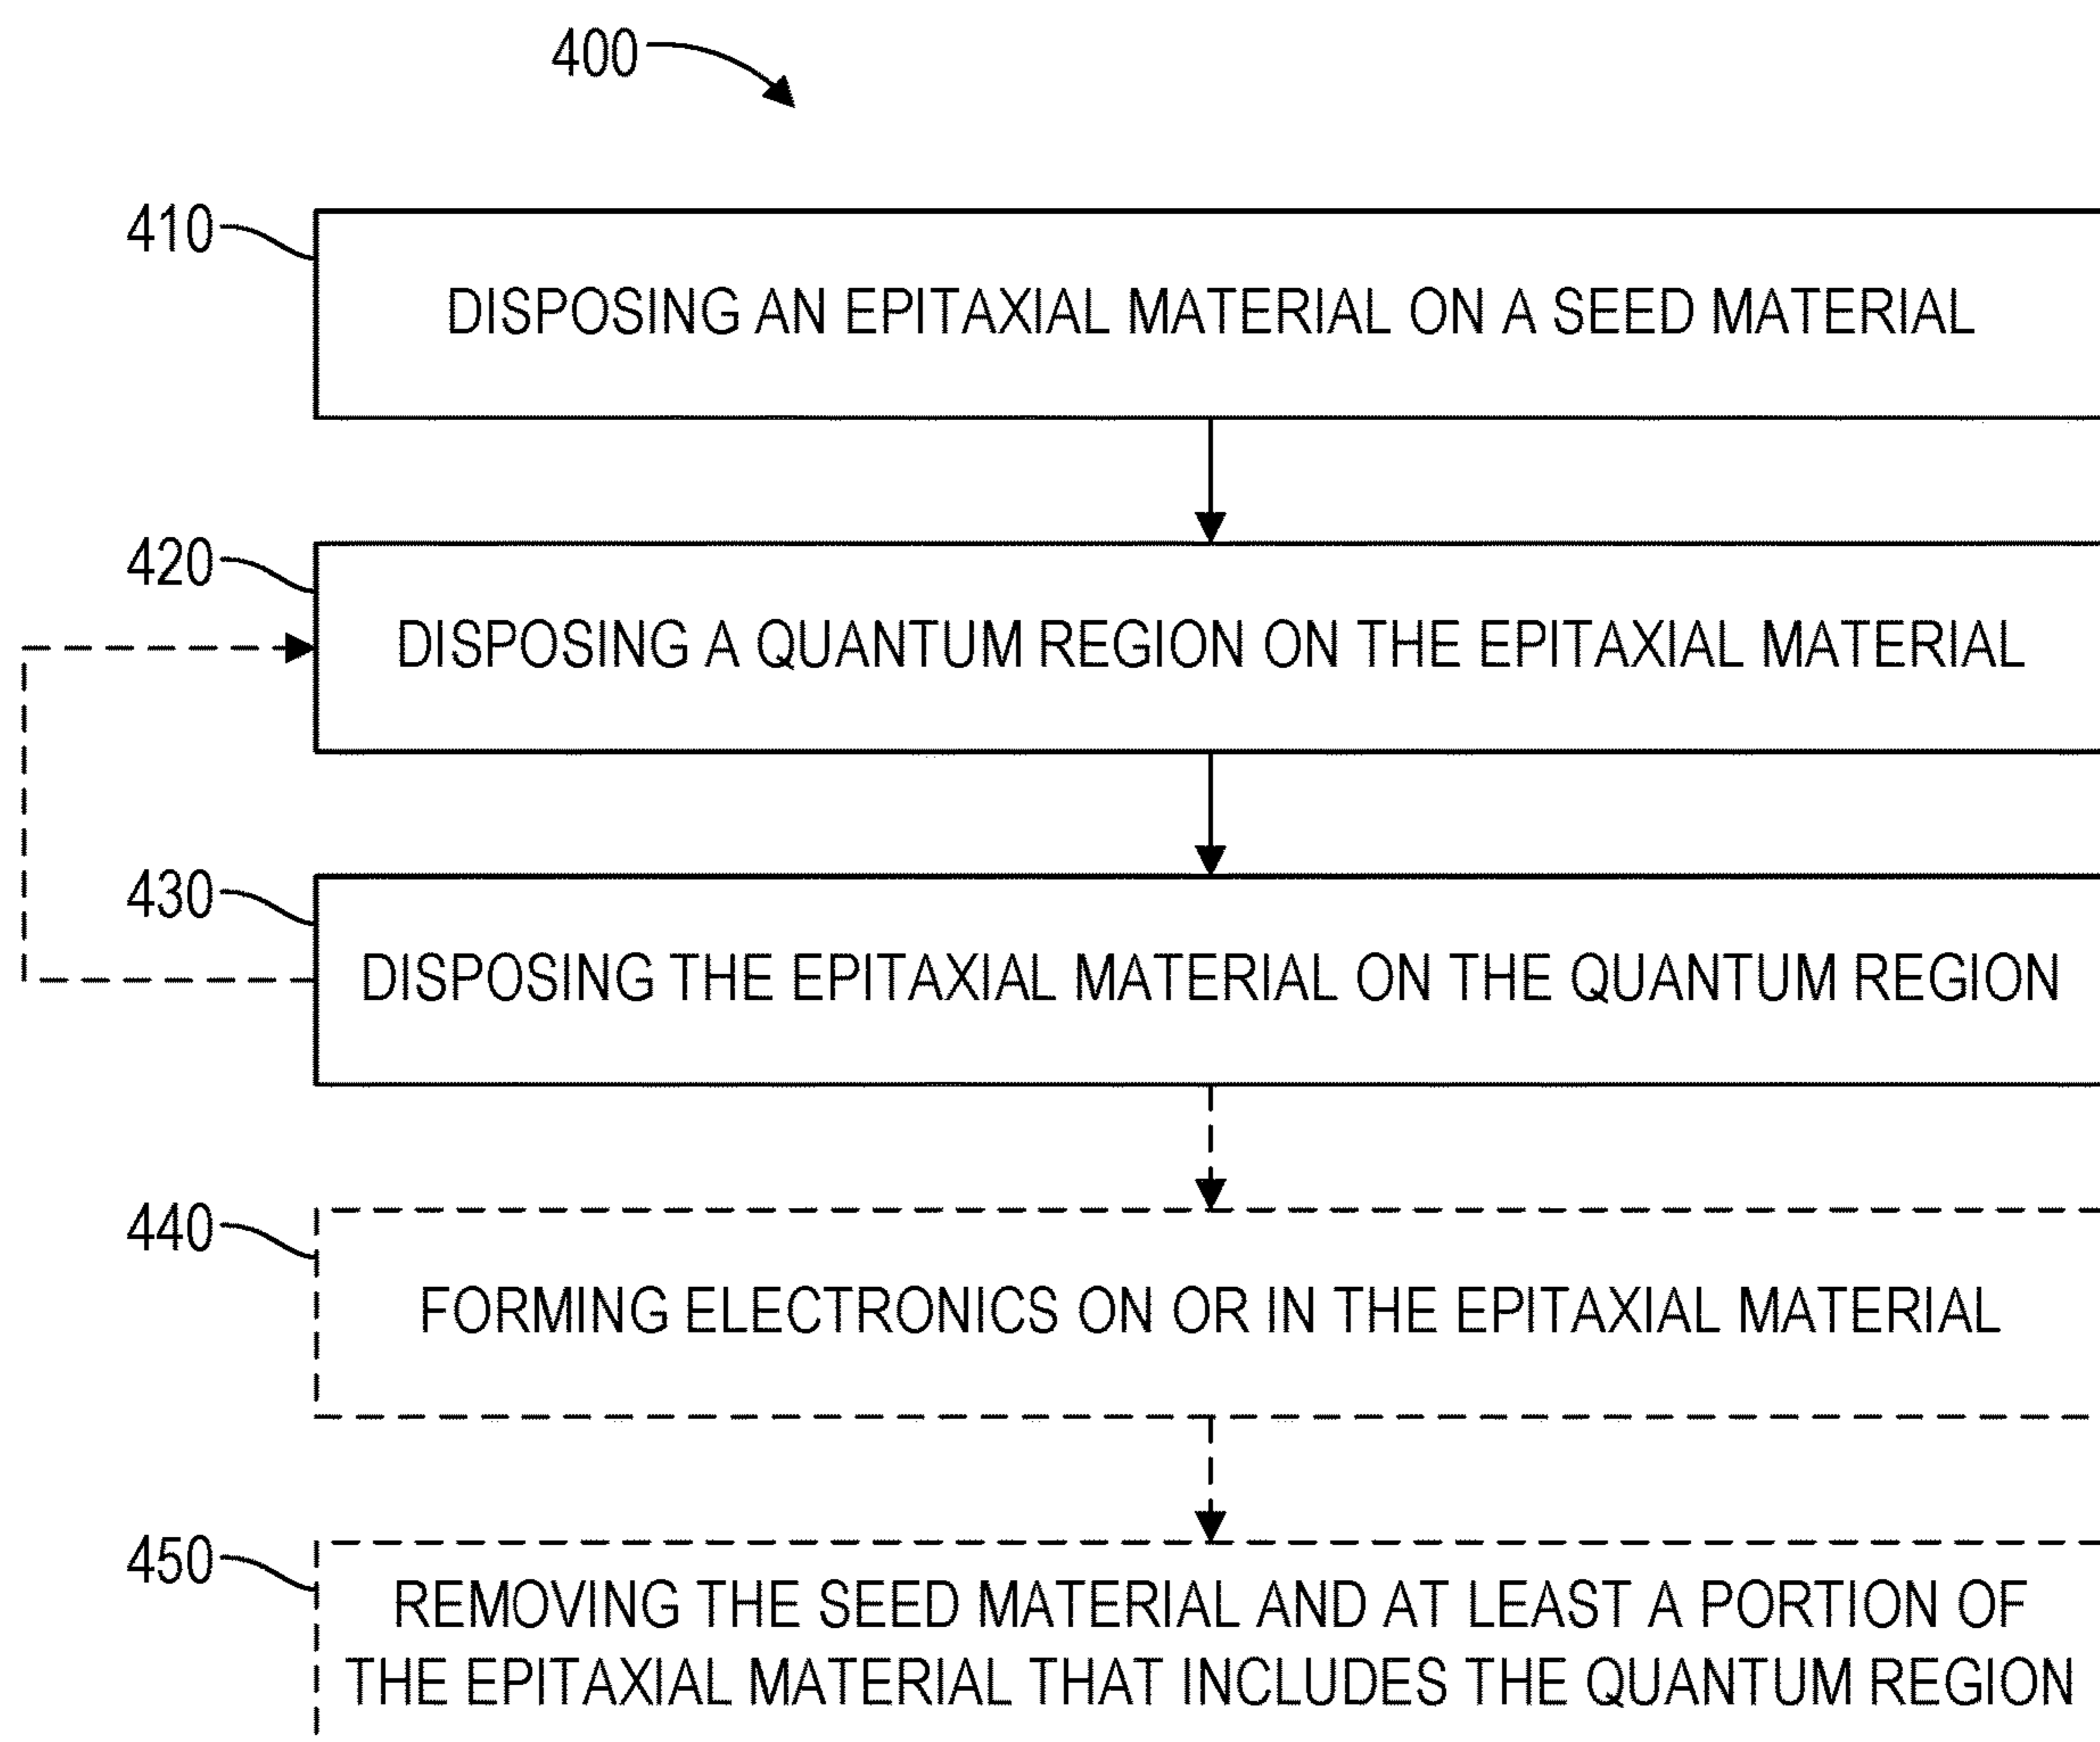 400
410
DISPOSING AN EPITAXIAL MATERIAL ON A SEED MATERIAL
420
DISPOSING A QUANTUM REGION ON THE EPITAXIAL MATERIAL
430
DISPOSING THE EPITAXIAL MATERIAL ON THE QUANTUM REGION
440
FORMING ELECTRONICS ON OR IN THE EPITAXIAL MATERIAL
450
REMOVING THE SEED MATERIAL AND AT LEAST A PORTION OF
THE EPITAXIAL MATERIAL THAT INCLUDES THE QUANTUM REGION